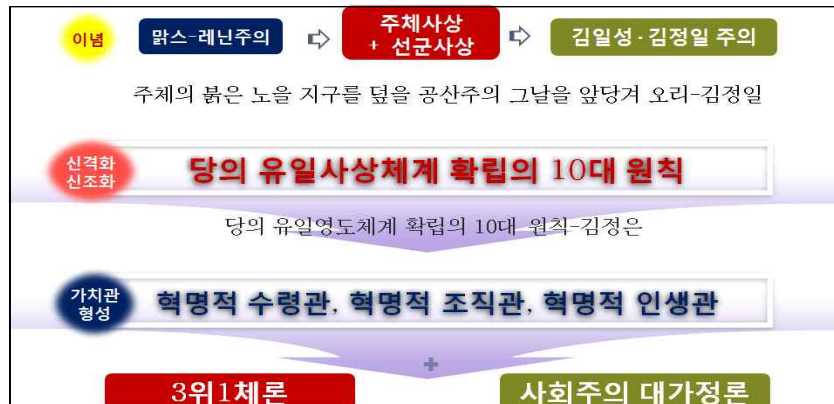 이념
맑스-레닌주의
주체사상
+ 선군사상
김일성·김정일 주의
주체의 붉은 노을 지구를 덮을 공산주의 그날을 앞당겨 오리-김정일
신격화
신조화
당의 유일사상체계 확립의 10대 원칙
당의 유일영도체계 확립의 10대 원칙-김정은
가치관
형성
혁명적 수령관, 혁명적 조직관, 혁명적 인생관
+
3위1체론
사회주의 대가정론